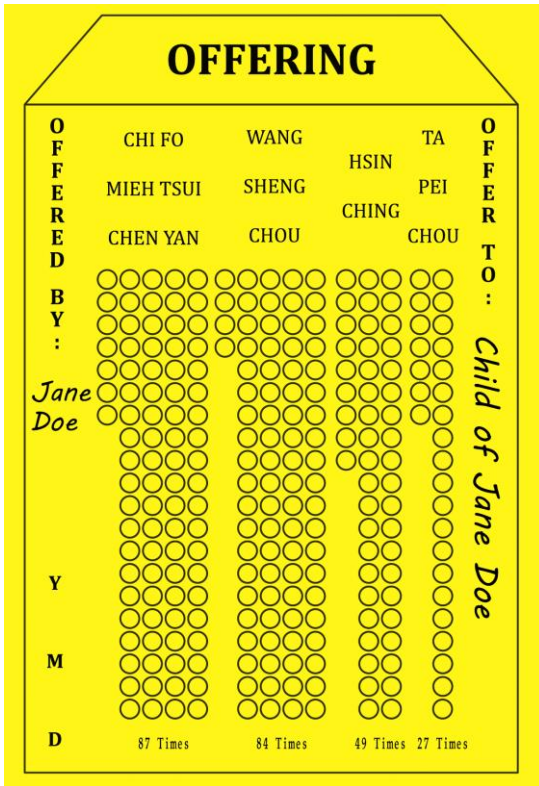 OFFERING
OFFERED BY:
Jane
Doe
Y
M
D
CHI FO
MIEH TSUI
CHEN YAN
WANG
SHENG
CHOU
HSIN
CHING
TA
PEI
CHOU
OFFER TO:
Child of Jane Doe
87 Times
84 Times
49 Times
27 Times